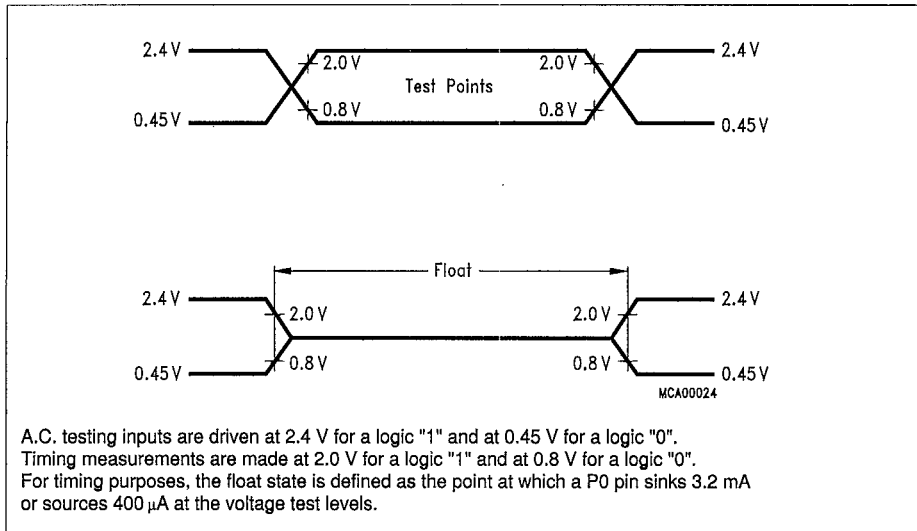 2.4 V
2.0 V
2.0 V
2.4 V
Test Points
0.8 V
0.8 V
0.45 V
0.45 V
Float
2.4 V
2.0 V
2.0 V
2.4 V
0.8 V
0.8 V
0.45 V
0.45 V
MCA00024
A.C. testing inputs are driven at 2.4 V for a logic "1" and at 0.45 V for a logic "0".
Timing measurements are made at 2.0 V for a logic "1" and at 0.8 V for a logic "0".
For timing purposes, the float state is defined as the point at which a P0 pin sinks 3.2 mA
or sources 400 µA at the voltage test levels.